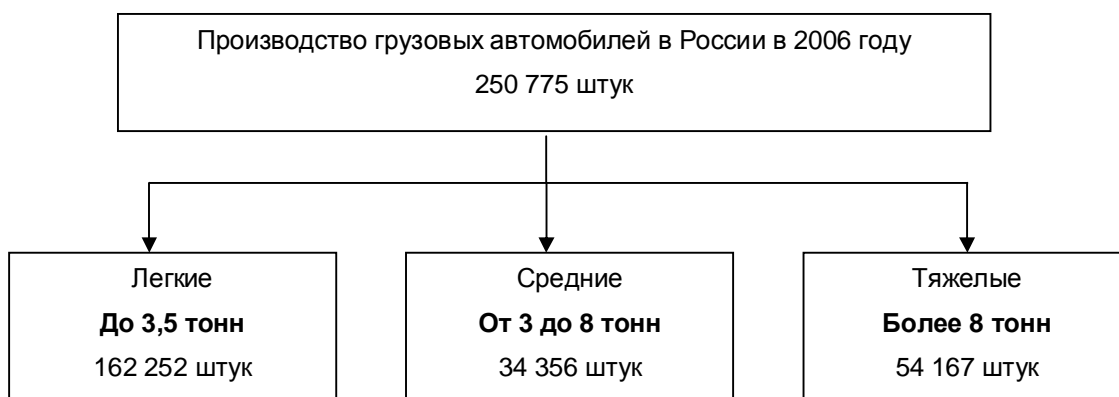 Производство грузовых автомобилей в России в 2006 году
250 775 штук
Легкие
До 3,5 тонн
162 252 штук
Средние
От 3 до 8 тонн
34 356 штук
Тяжелые
Более 8 тонн
54 167 штук